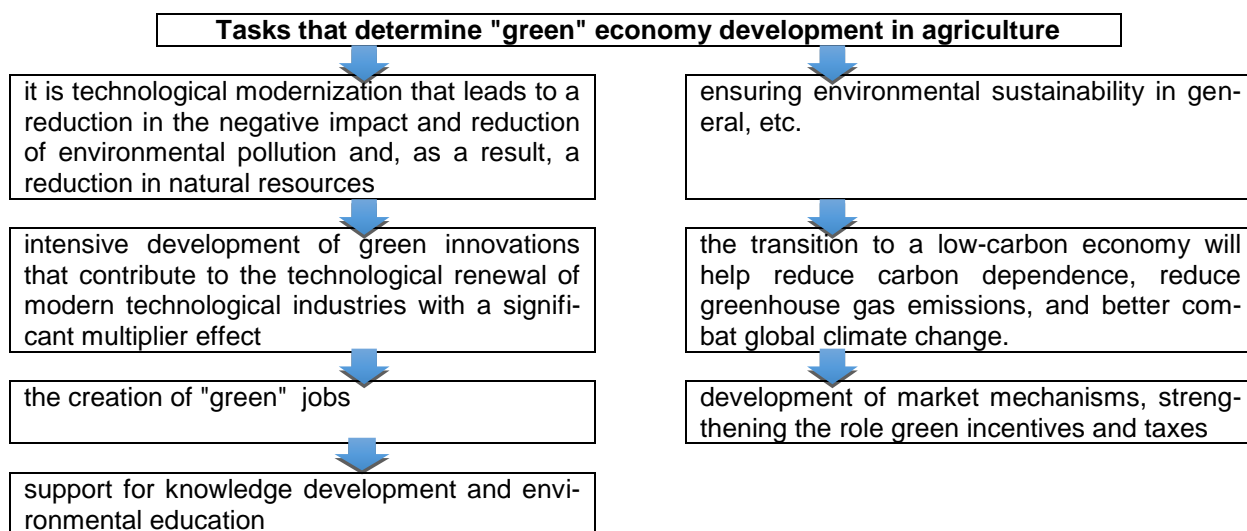 Tasks that determine "green" economy development in agriculture
it is technological modernization that leads to a
reduction in the negative impact and reduction
of environmental pollution and, as a result, a
reduction in natural resources
intensive development of green innovations
that contribute to the technological renewal of
modern technological industries with a signifi-
cant multiplier effect
the creation of "green" jobs
support for knowledge development and envi-
ronmental education
ensuring environmental sustainability in gen-
eral, etc.
the transition to a low-carbon economy will
help reduce carbon dependence, reduce
greenhouse gas emissions, and better com-
bat global climate change.
development of market mechanisms, streng-
thening the role green incentives and taxes